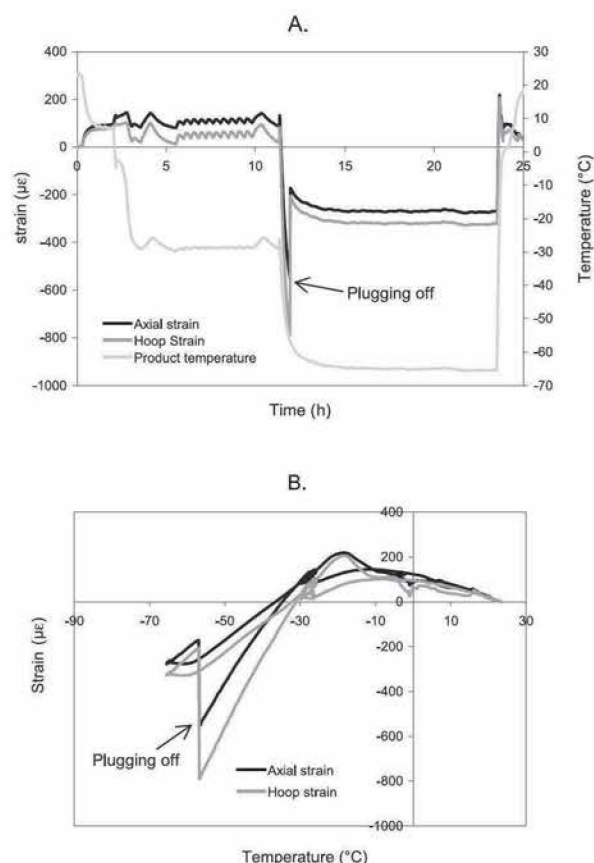 A.
400
200
0
-200
-400
-600
-800
-1000
strain (µε)
0
5
10
15
20
25
Time (h)
30
20
10
0
-10
-20
-30
-40
-50
-60
-70
Temperature (°C)
Plugging off
Axial strain
Hoop Strain
Product temperature
B.
400
200
0
-200
-400
-600
-800
-1000
Strain (µε)
-70
-50
-30
-10
10
30
Plugging off
Axial strain
Hoop strain
Temperature (°C)